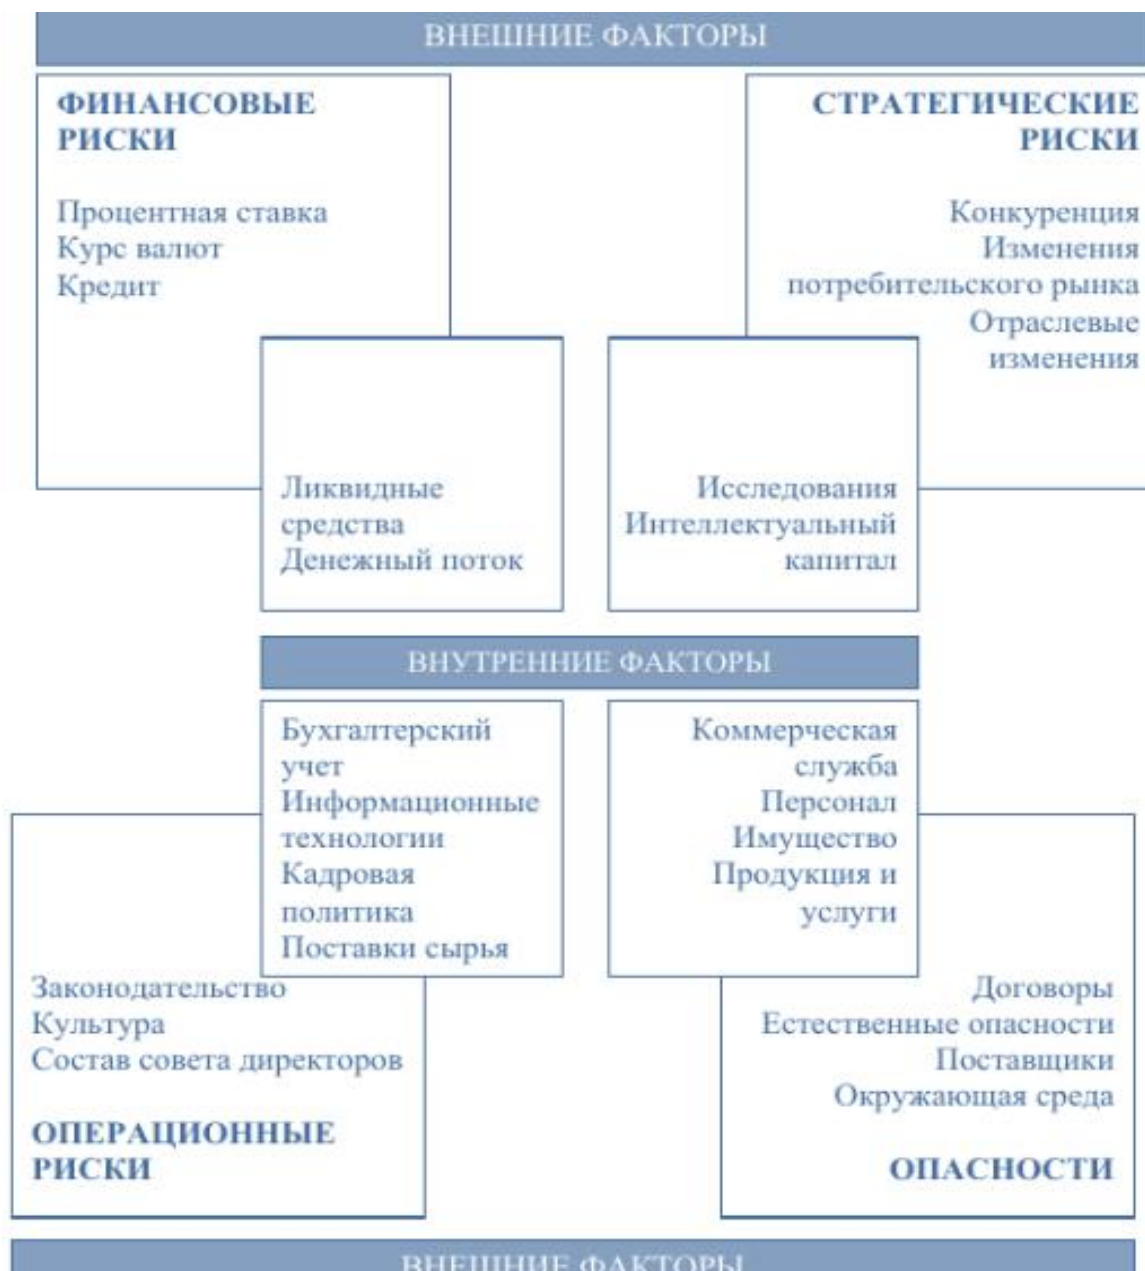 ВНЕШНИЕ ФАКТОРЫ
ФИНАНСОВЫЕ
РИСКИ
Процентная ставка
Курс валют
Кредит
СТРАТЕГИЧЕСКИЕ
РИСКИ
Конкуренция
Изменения
потребительского рынка
Отраслевые
изменения
Ликвидные
средства
Денежный поток
Исследования
Интеллектуальный
капитал
ВНУТРЕННИЕ ФАКТОРЫ
Бухгалтерский
учет
Информационные
технологии
Кадровая
политика
Поставки сырья
Коммерческая
служба
Персонал
Имущество
Продукция и
услуги
Законодательство
Культура
Состав совета директоров
ОПЕРАЦИОННЫЕ
РИСКИ
Договоры
Естественные опасности
Поставщики
Окружающая среда
ОПАСНОСТИ
ВНЕШНИЕ ФАКТОРЫ